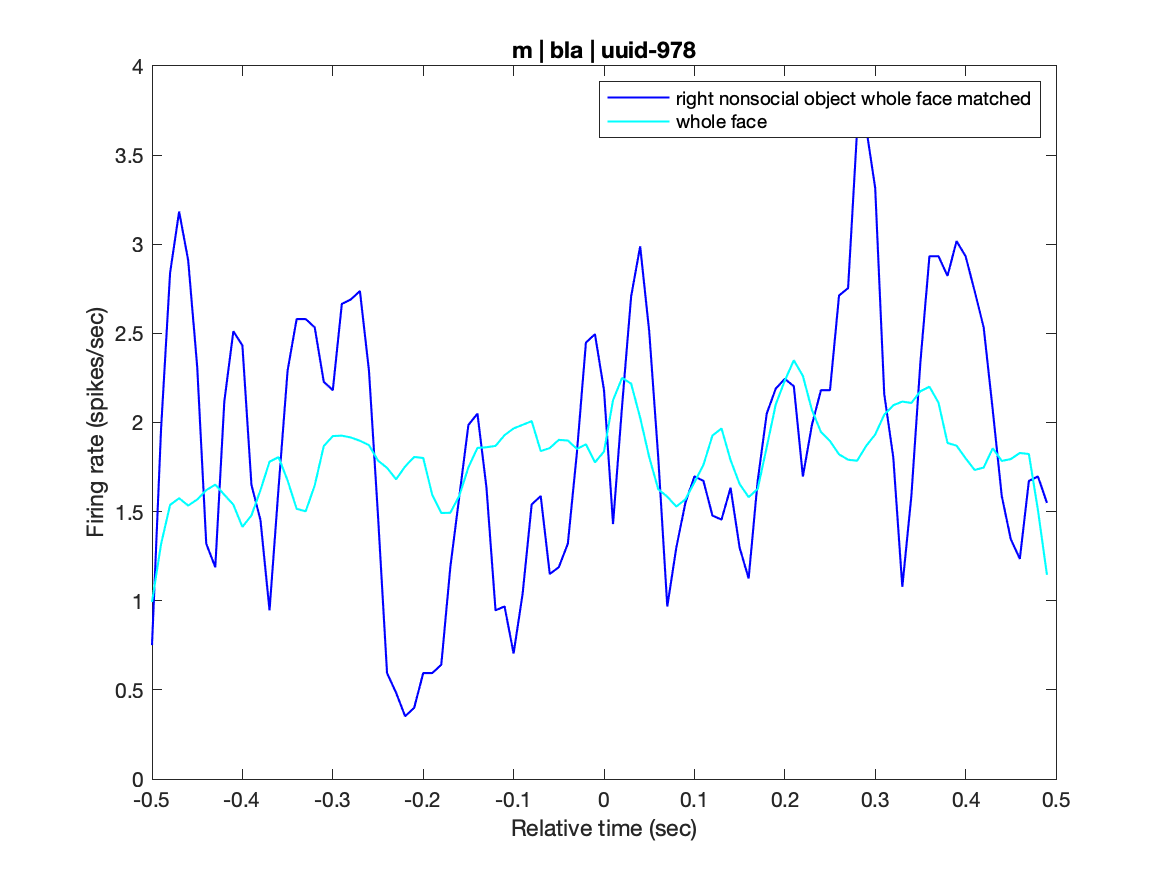 m | bla | uuid-978
right nonsocial object whole face matched
whole face
Firing rate (spikes/sec)
4
3.5
3
2.5
2
1.5
1
0.5
0
-0.5 -0.4 -0.3 -0.2 -0.1 0 0.1 0.2 0.3 0.4 0.5
Relative time (sec)